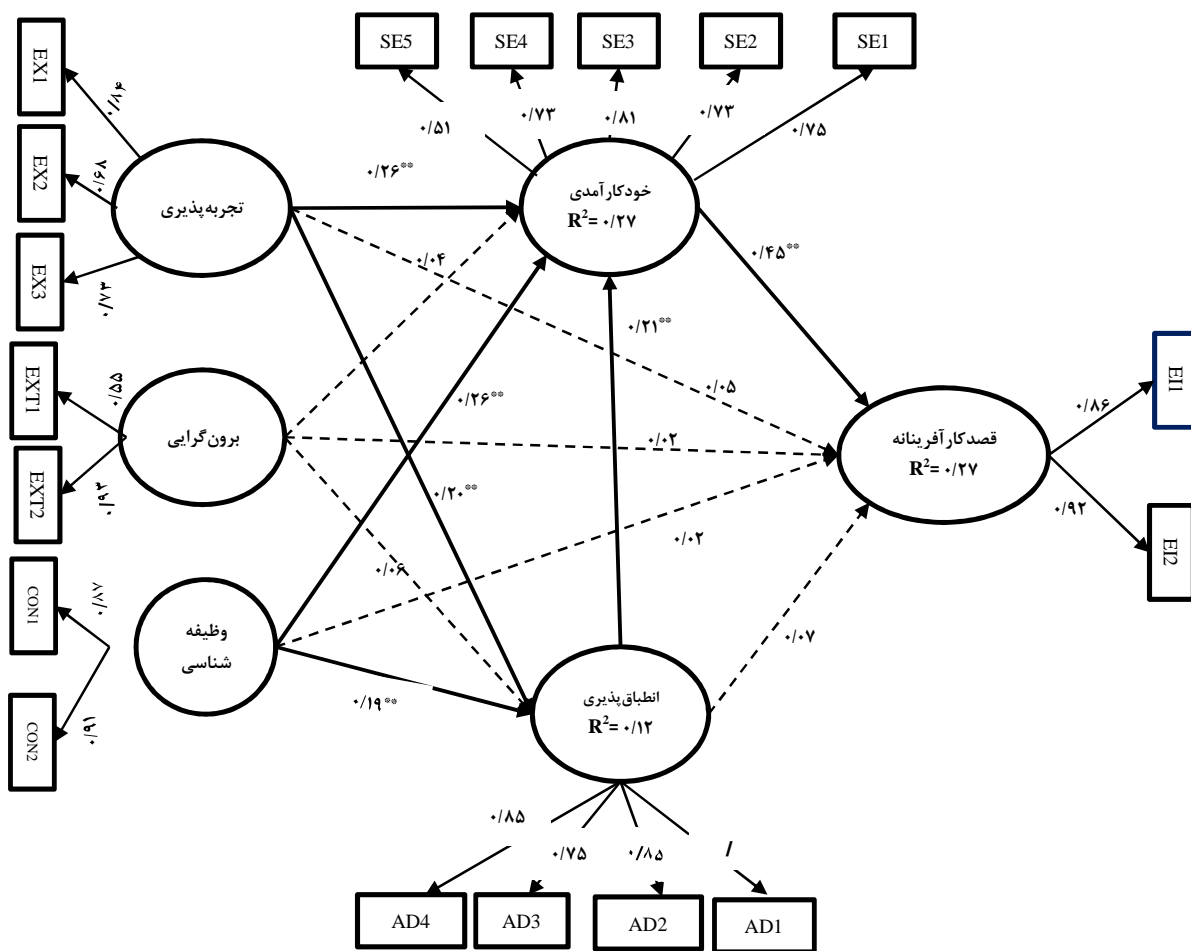 SE5
SE4
SE3
SE2
SE1
۰/۵۱
۰/۷۳
۰/۸۱
۰/۷۳
۰/۷۵
EX1
EX2
EX3
۰/۸۴
۰/۶۸
۰/۷۳
تجربه‌پذیری
خودکارآمدی
R²= ۰/۲۷
۰/۲۶**
۰/۰۴
۰/۴۵**
۰/۲۱**
۰/۰۵
EXT1
EXT2
۰/۵۵
۰/۹۳
برون‌گرایی
۰/۲۶**
۰/۰۲
قصدکارآفرینانه
R²= ۰/۲۷
۰/۸۶
۰/۹۲
EI1
EI2
۰/۲۰**
۰/۰۲
۰/۰۶
۰/۰۷
CON1
CON2
۰/۸۷
۰/۹۱
وظیفه
شناسی
۰/۱۹**
انطباق‌پذیری
R²= ۰/۱۲
۰/۸۵
۰/۷۵
۰/۸۵
/
AD4
AD3
AD2
AD1